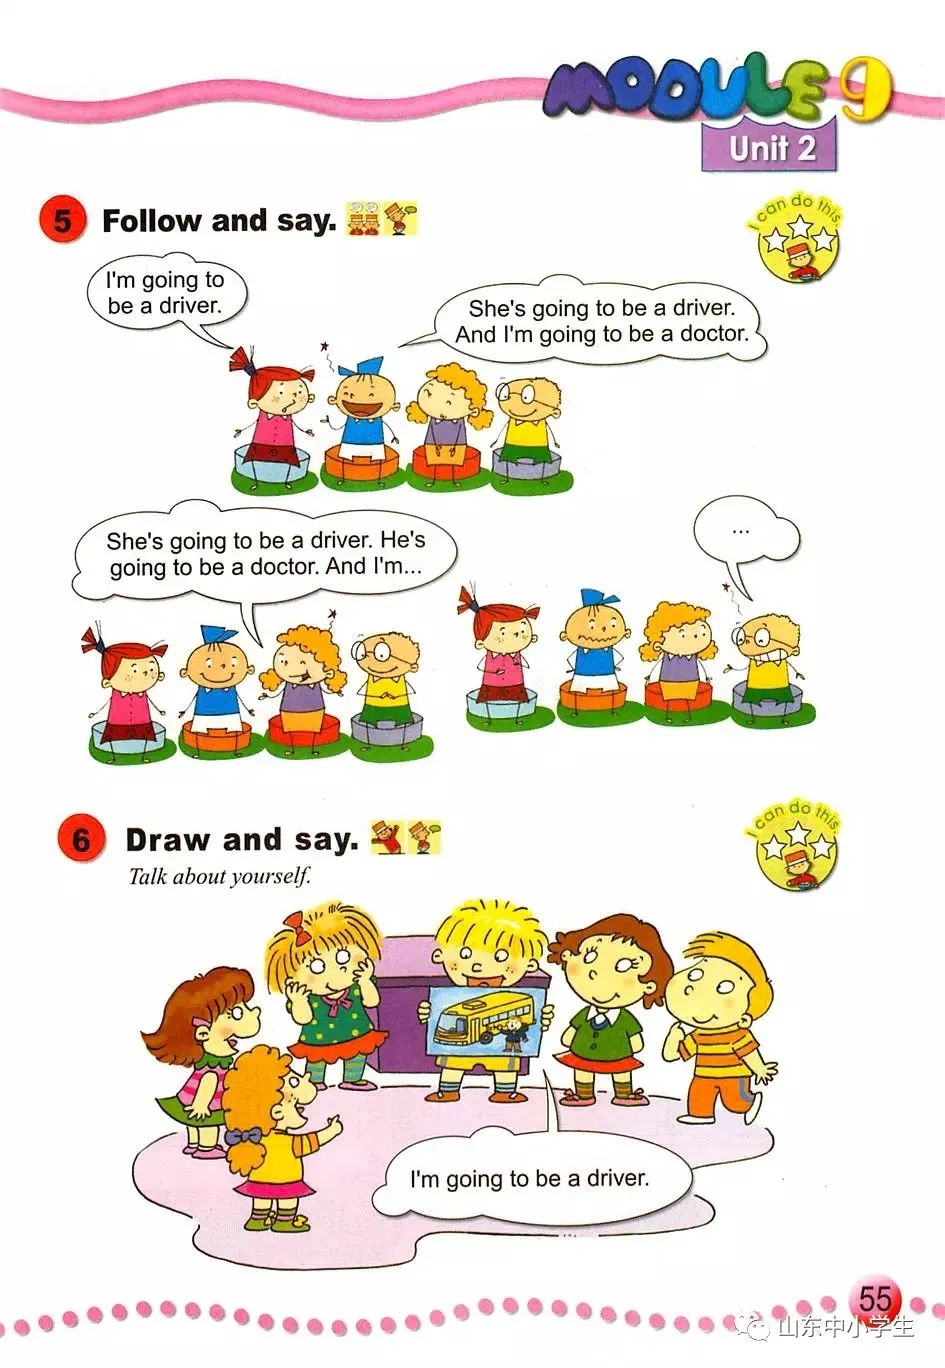 MODULE 9
Unit 2
5 Follow and say.
I can do this.
I'm going to
be a driver.
She's going to be a driver.
And I'm going to be a doctor.
She's going to be a driver. He's
going to be a doctor. And I'm...
...
6 Draw and say.
I can do this.
Talk about yourself.
I'm going to be a driver.
55
山东中小学生